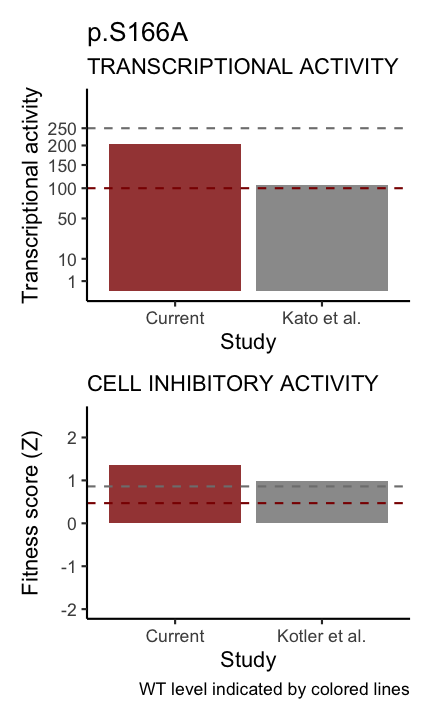 p.S166A
TRANSCRIPTIONAL ACTIVITY
Transcriptional activity
250
200
150
100
50
10
1
Current
Kato et al.
Study
CELL INHIBITORY ACTIVITY
Fitness score (Z)
2
1
0
-1
-2
Current
Kotler et al.
Study
WT level indicated by colored lines